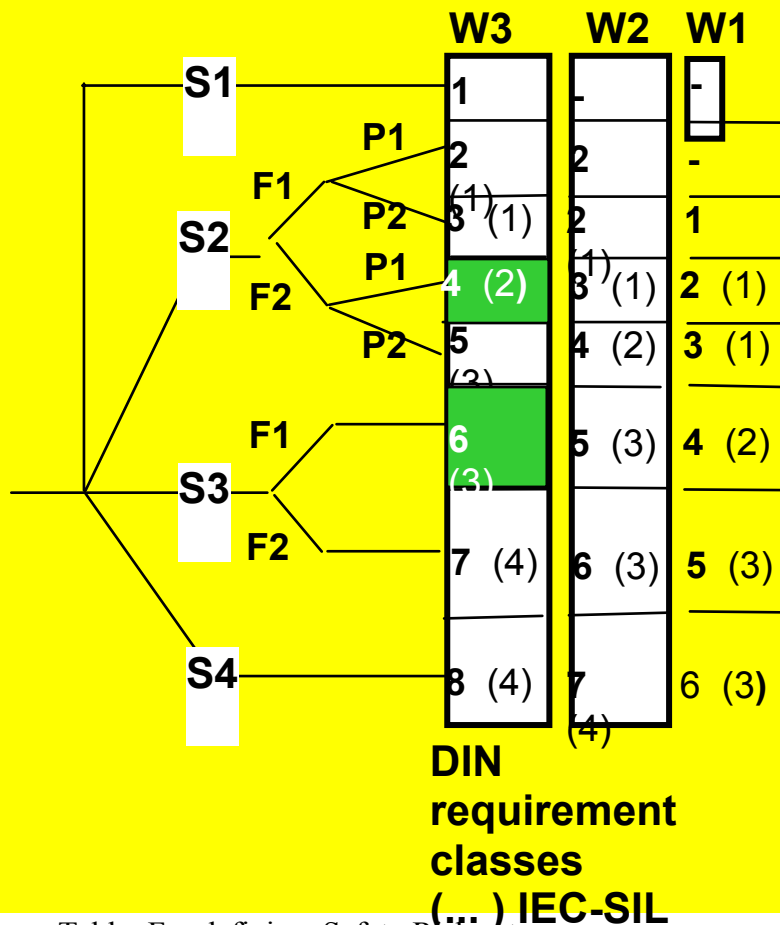 W3 W2 W1
S1 1 - -
P1 2 (1) 2 -
F1
P2 3 (1) 2 (1) 1
S2
P1 4 (2) 3 (1) 2 (1)
F2
P2 5 (3) 4 (2) 3 (1)
F1 6 (3) 5 (3) 4 (2)
S3
F2 7 (4) 6 (3) 5 (3)
S4 8 (4) 7 (4) 6 (3)
DIN
requirement
classes
(... ) IEC-SIL